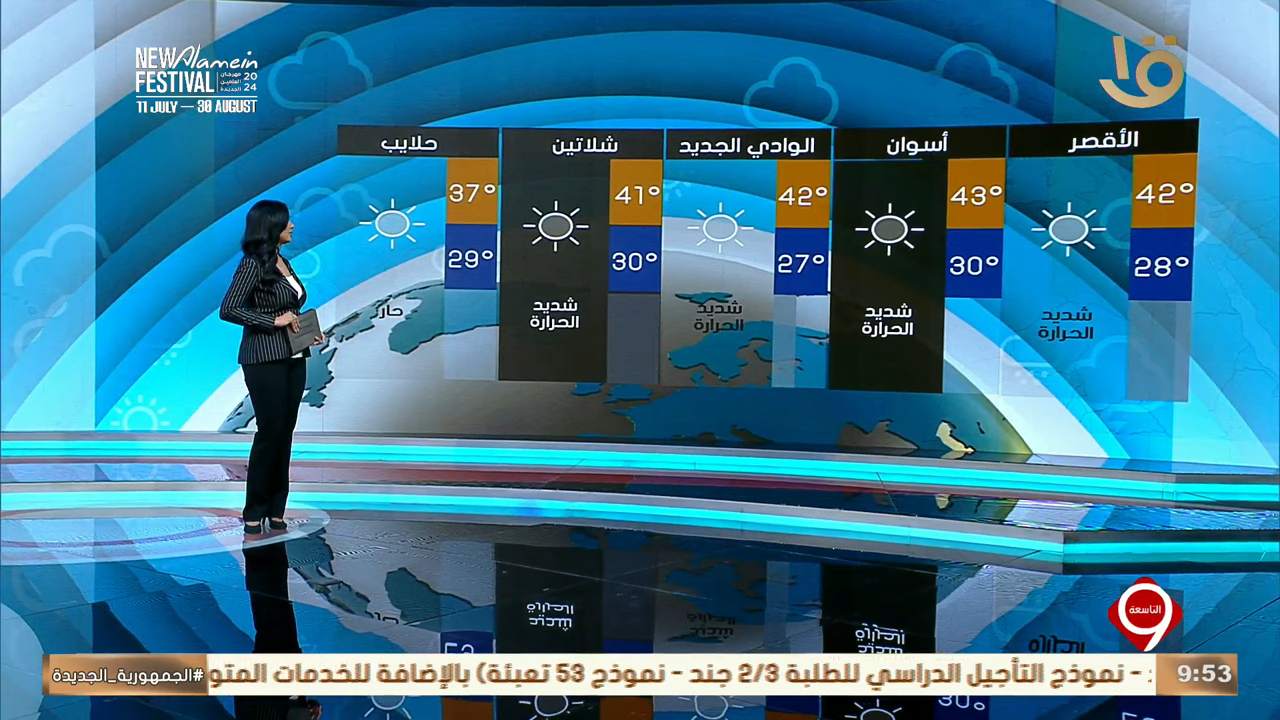 NEW Alamein
FESTIVAL
مهرجان
العلمين
الجديدة
20
24
11 JULY — 30 AUGUST
الأقصر
42°
28°
شديد
الحرارة
أسوان
43°
30°
شديد
الحرارة
الوادي الجديد
42°
27°
شديد
الحرارة
شلاتين
41°
30°
شديد
الحرارة
حلايب
37°
29°
حار
التاسعة
9
9:53
- نموذج التأجيل الدراسي للطلبة 2/3 جند - نموذج 53 تعبئة) بالإضافة للخدمات
#الجمهورية_الجديدة